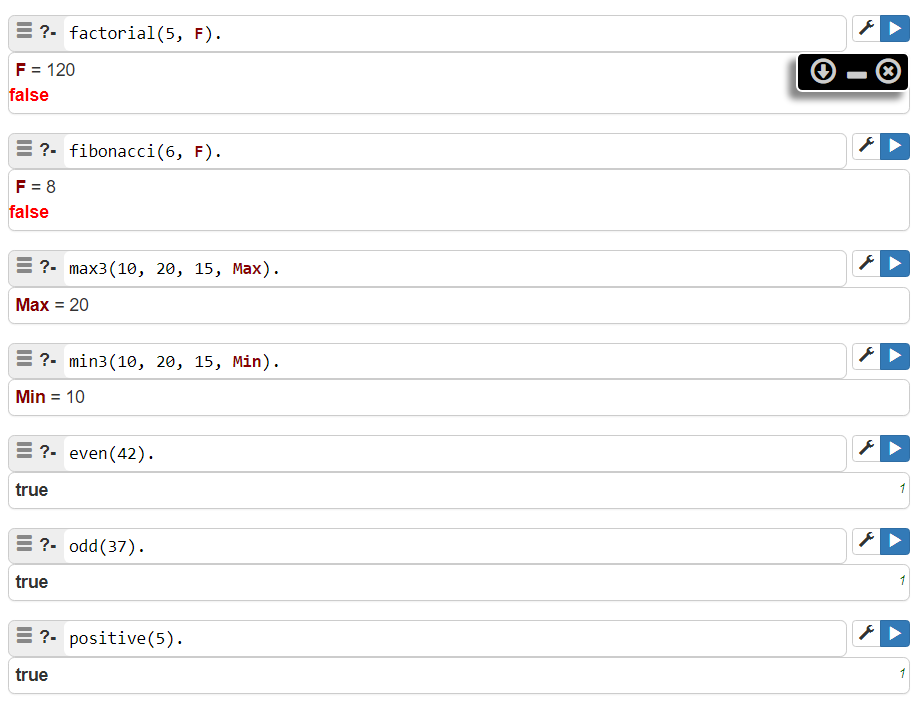 ?- factorial(5, F).
F = 120
false
?- fibonacci(6, F).
F = 8
false
?- max3(10, 20, 15, Max).
Max = 20
?- min3(10, 20, 15, Min).
Min = 10
?- even(42).
true 1
?- odd(37).
true 1
?- positive(5).
true 1